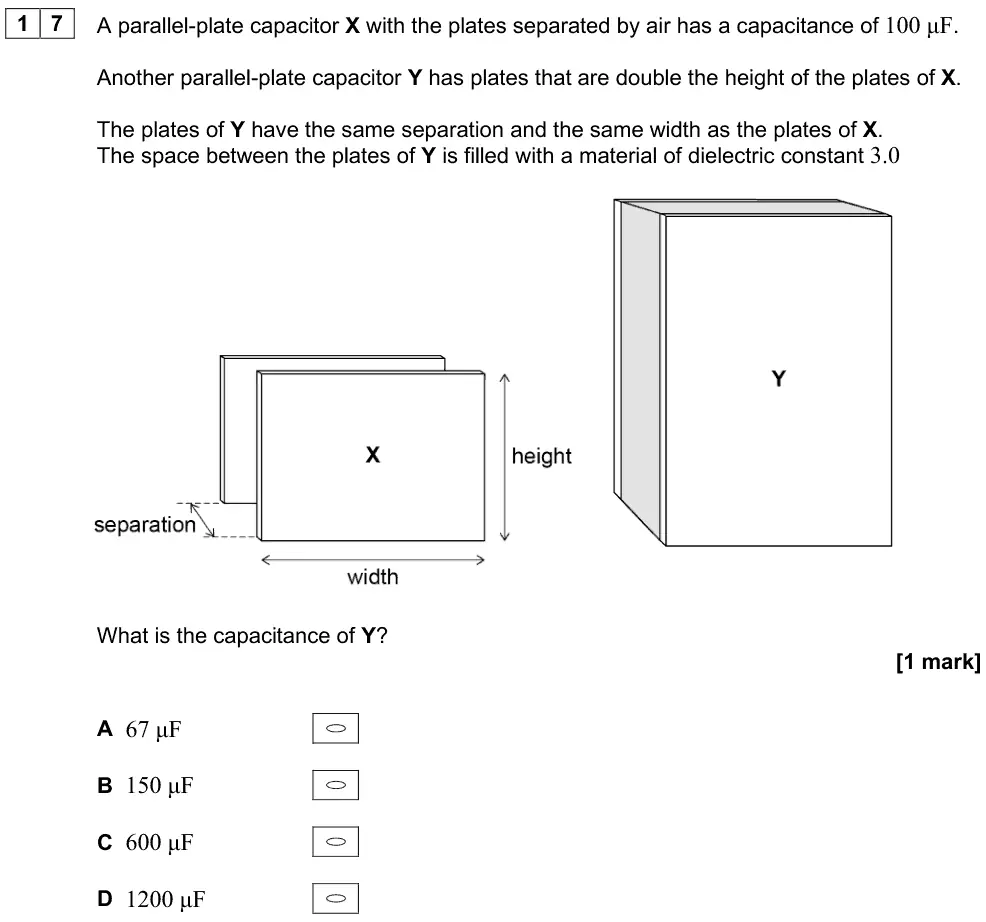 1 7 A parallel-plate capacitor X with the plates separated by air has a capacitance of 100 μF.
Another parallel-plate capacitor Y has plates that are double the height of the plates of X.
The plates of Y have the same separation and the same width as the plates of X.
The space between the plates of Y is filled with a material of dielectric constant 3.0
Y
X
height
separation
width
What is the capacitance of Y?
[1 mark]
A 67 μF
B 150 μF
C 600 μF
D 1200 μF